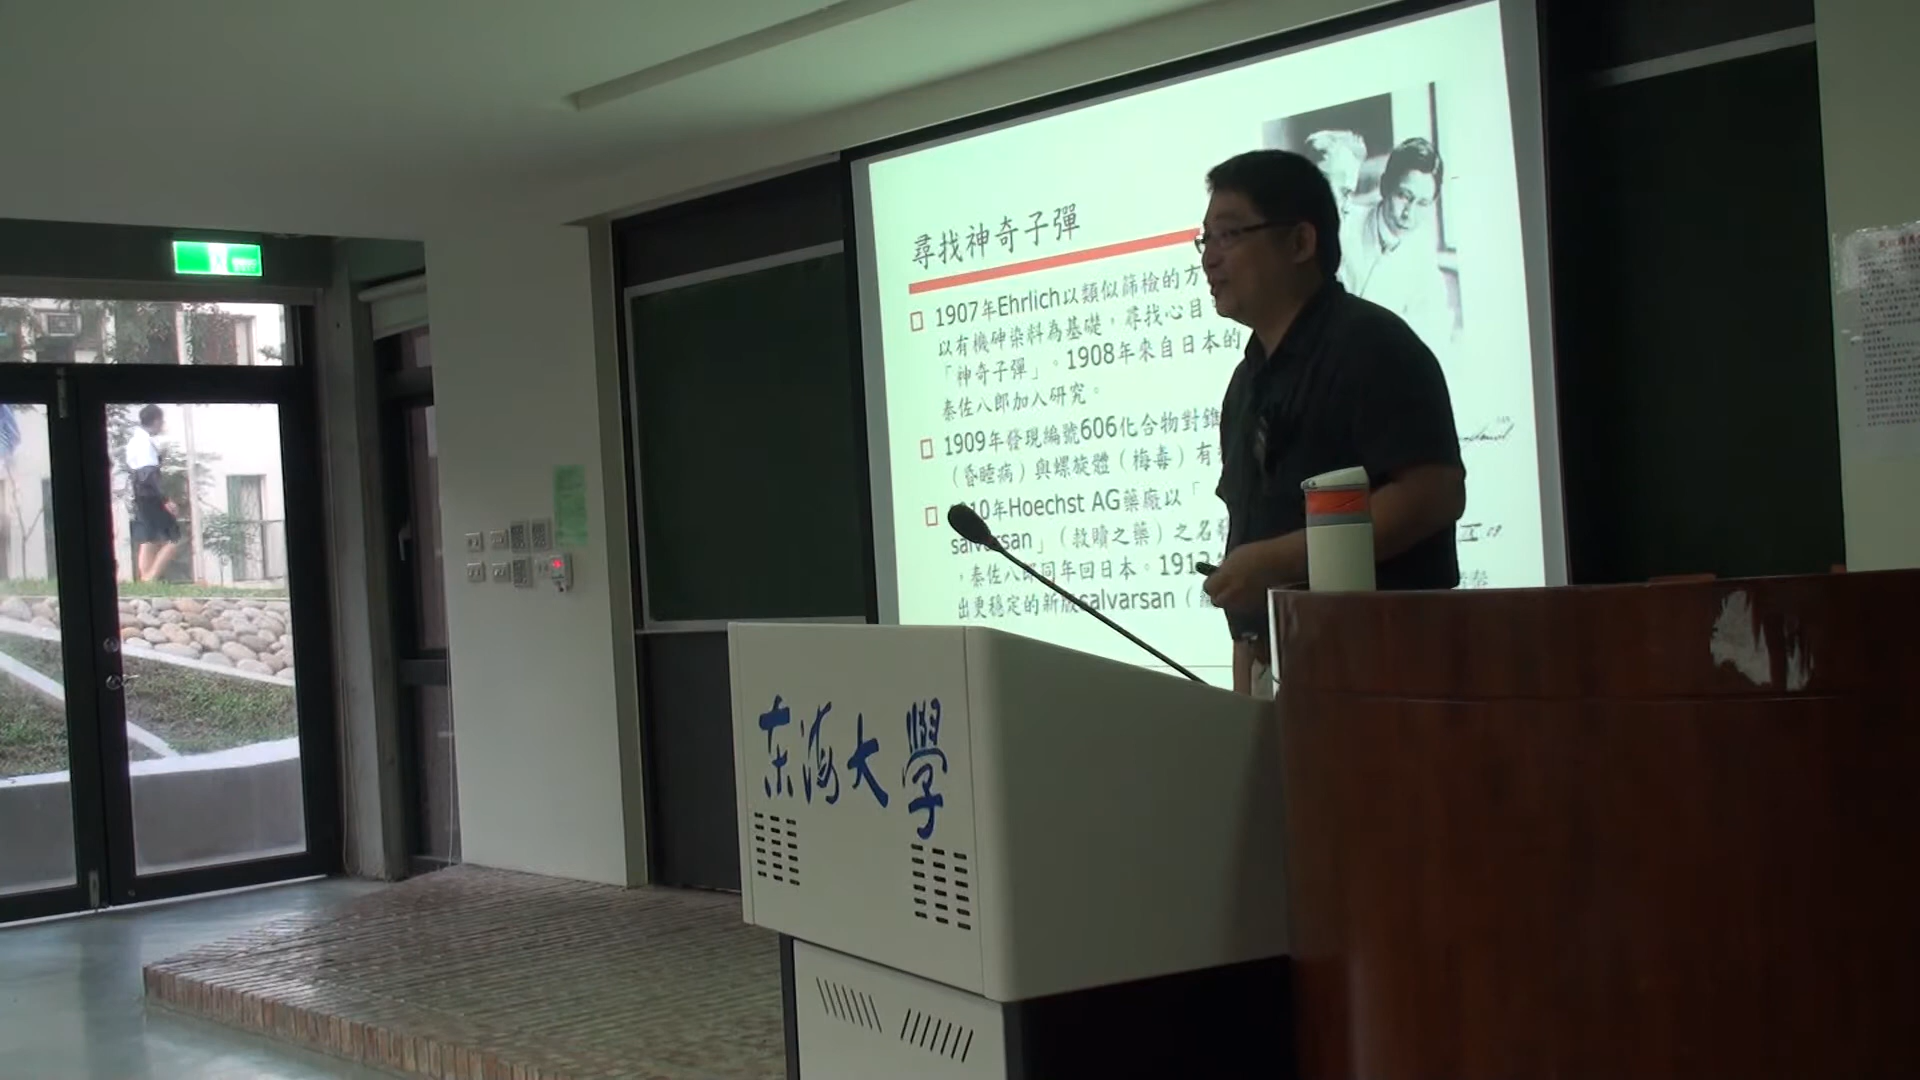 尋找神奇子彈
1907年Ehrlich以類似篩檢的方
以有機砷染料為基礎，尋找心目
「神奇子彈」。1908年來自日本的
秦佐八郎加入研究。
1909年發現編號606化合物對錐
（昏睡病）與螺旋體（梅毒）有
10年Hoechst AG藥廠以「
salvarsan」（救贖之藥）之名
，秦佐八郎同年回日本。191
出更穩定的新版salvarsan（
东海大學